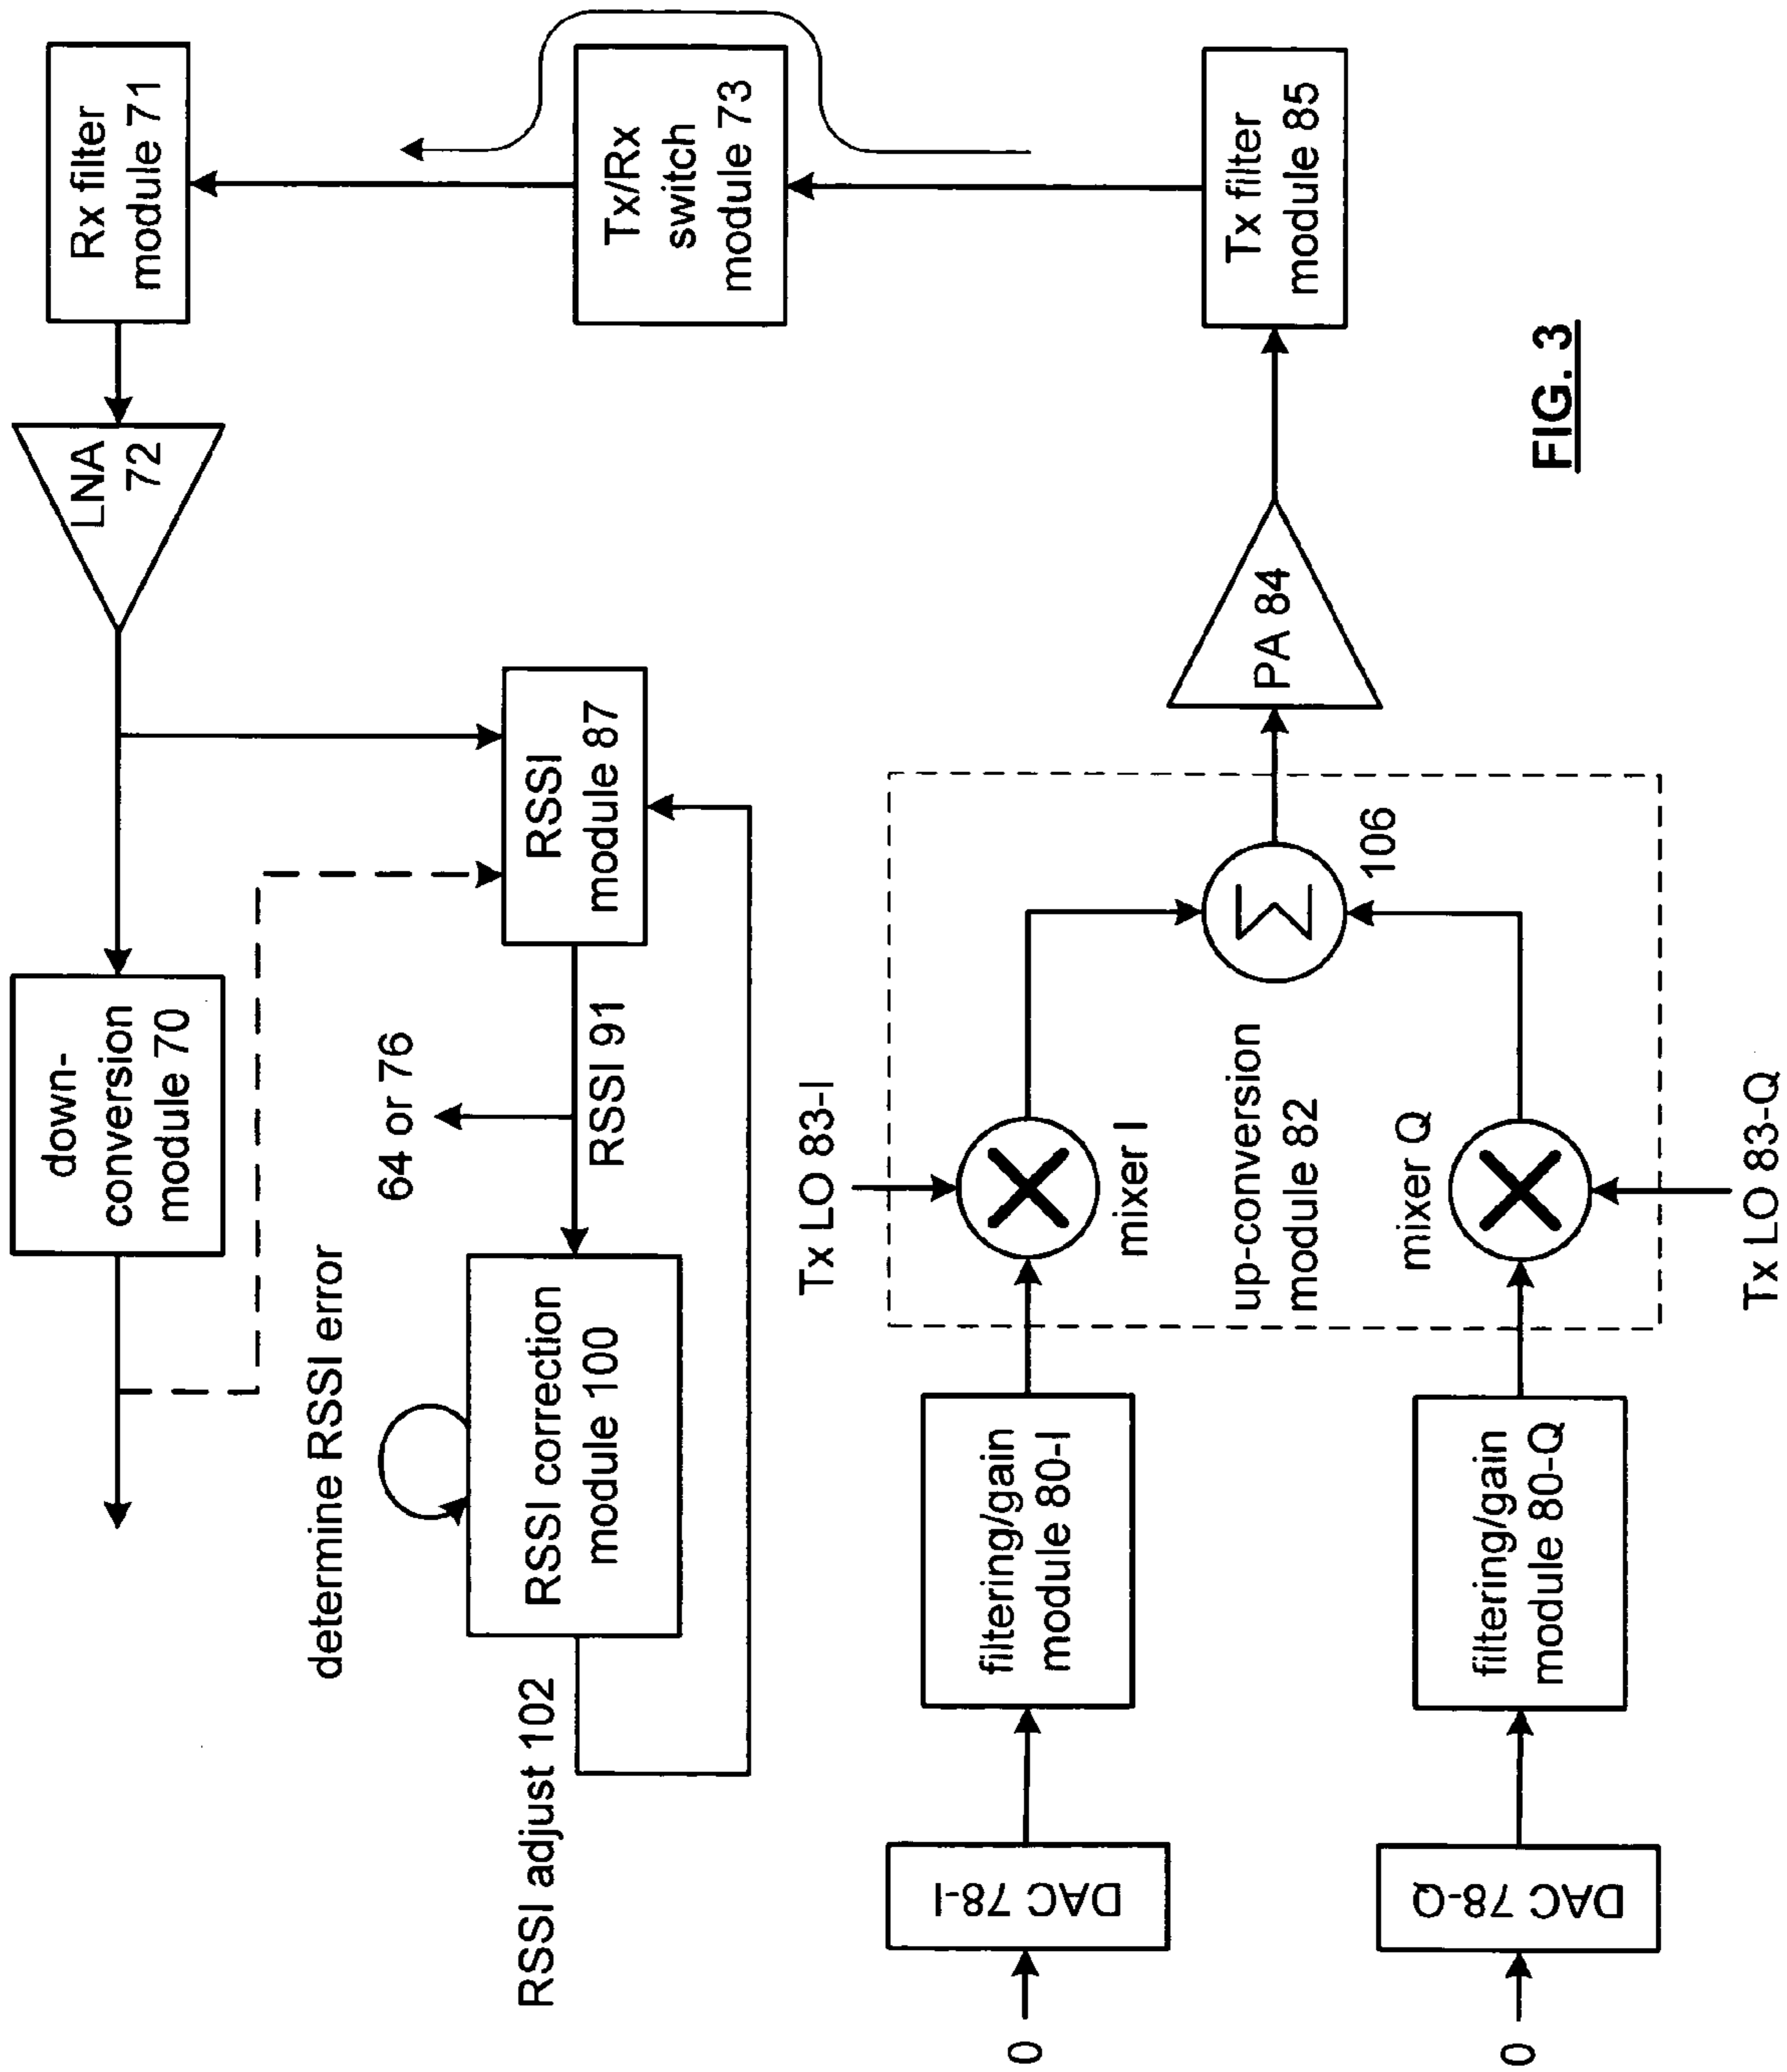 down-
conversion
module 70
LNA
72
Rx filter
module 71
determine RSSI error
64 or 76
RSSI adjust 102
RSSI correction
module 100
RSSI 91
RSSI
module 87
Tx/Rx
switch
module 73
Tx LO 83-I
0
DAC 78-I
filtering/gain
module 80-I
mixer I
up-conversion
module 82
Σ
106
PA 84
Tx filter
module 85
mixer Q
0
DAC 78-Q
filtering/gain
module 80-Q
Tx LO 83-Q
FIG. 3